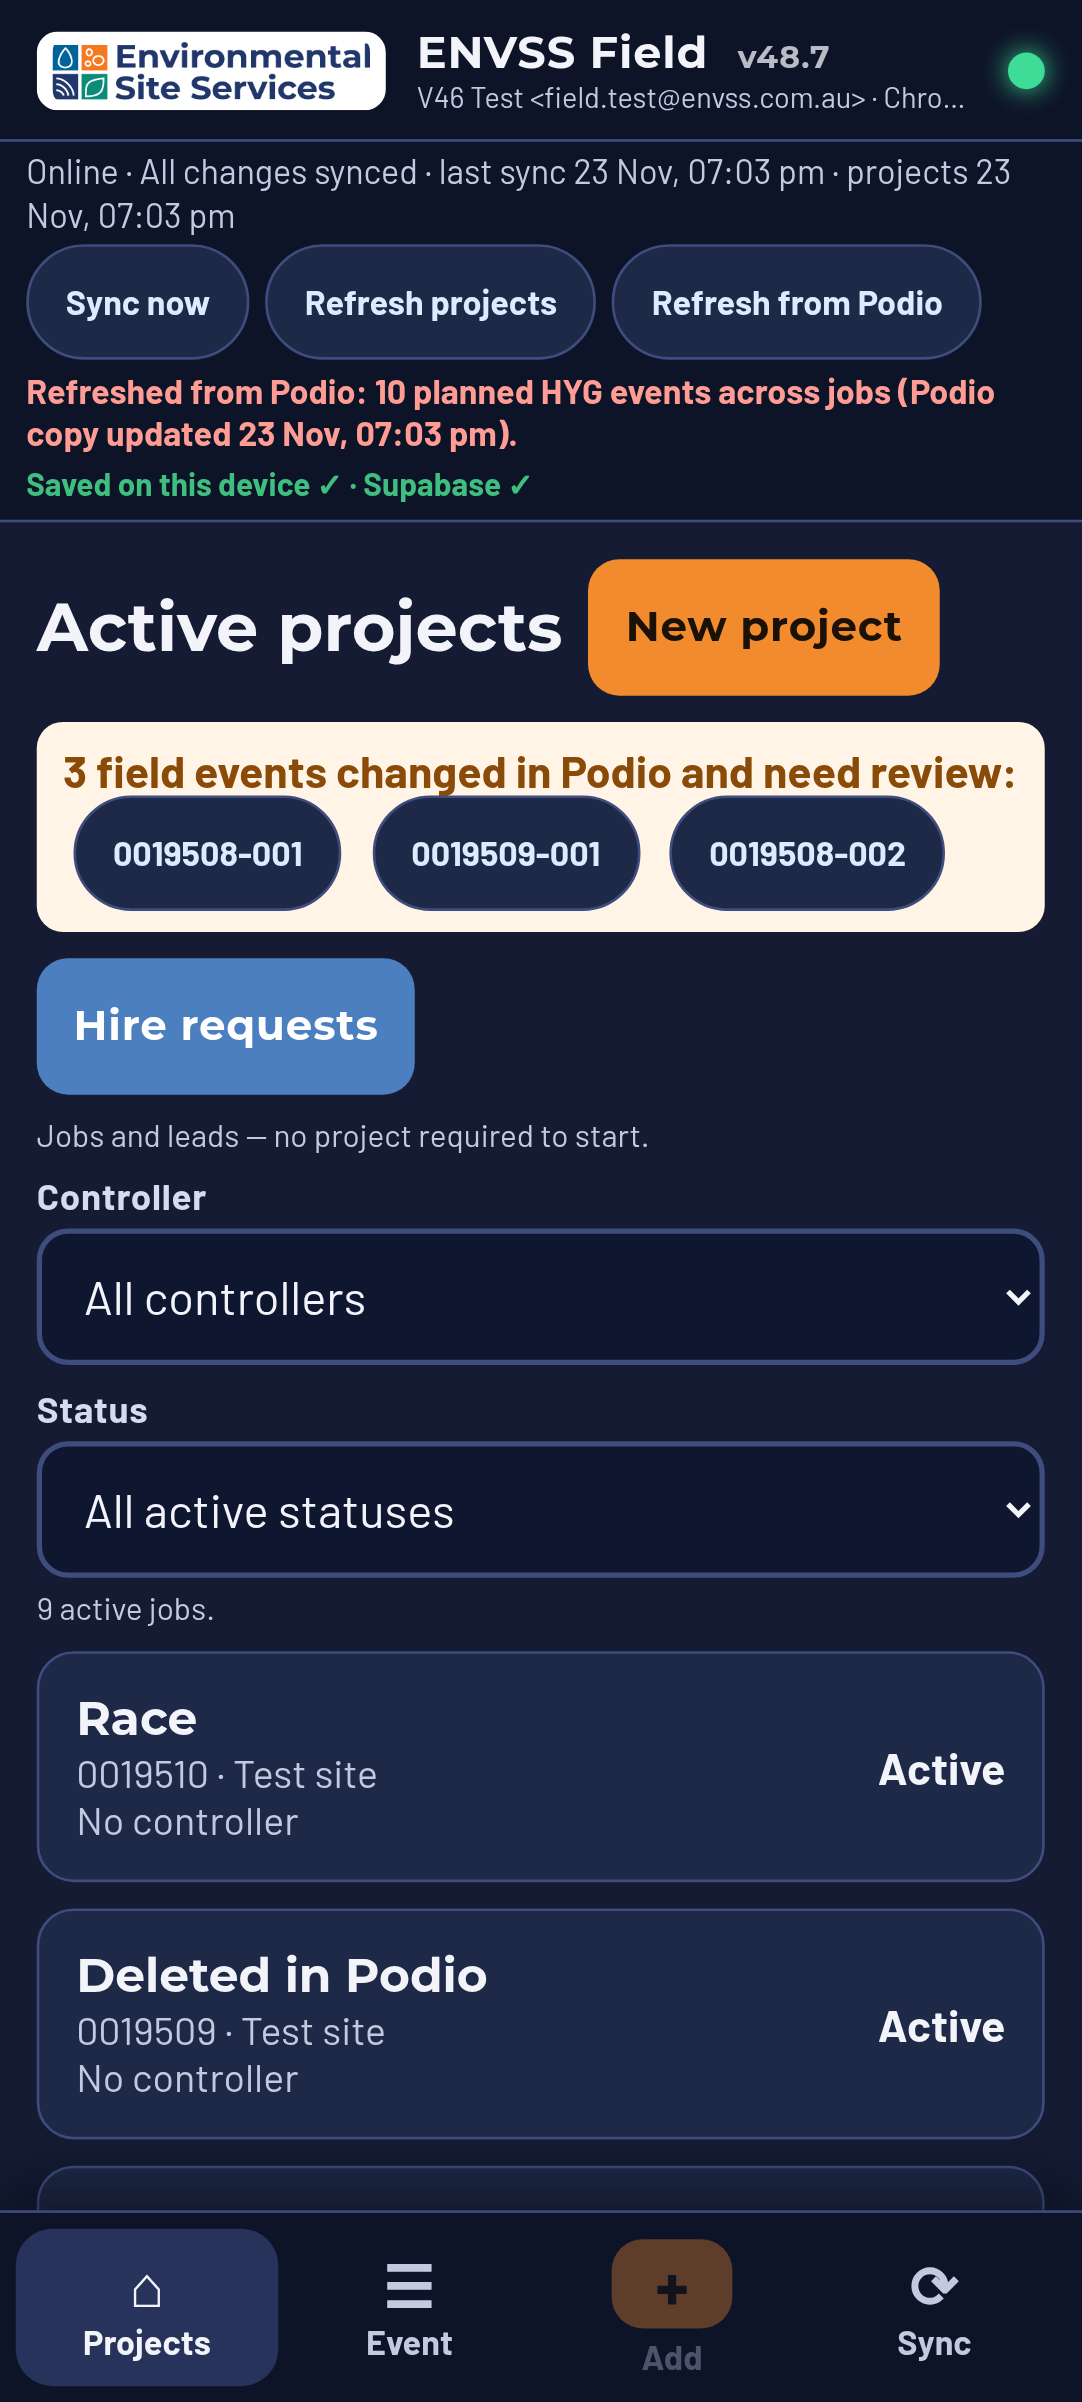 Environmental
Site Services
ENVSS Field v48.7
V46 Test <field.test@envss.com.au> · Chro...
Online · All changes synced · last sync 23 Nov, 07:03 pm · projects 23
Nov, 07:03 pm
Sync now Refresh projects Refresh from Podio
Refreshed from Podio: 10 planned HYG events across jobs (Podio
copy updated 23 Nov, 07:03 pm).
Saved on this device ✓ · Supabase ✓
Active projects New project
3 field events changed in Podio and need review:
0019508-001 0019509-001 0019508-002
Hire requests
Jobs and leads — no project required to start.
Controller
All controllers
Status
All active statuses
9 active jobs.
Race
0019510 · Test site
No controller
Active
Deleted in Podio
0019509 · Test site
No controller
Active
Projects Event Add Sync